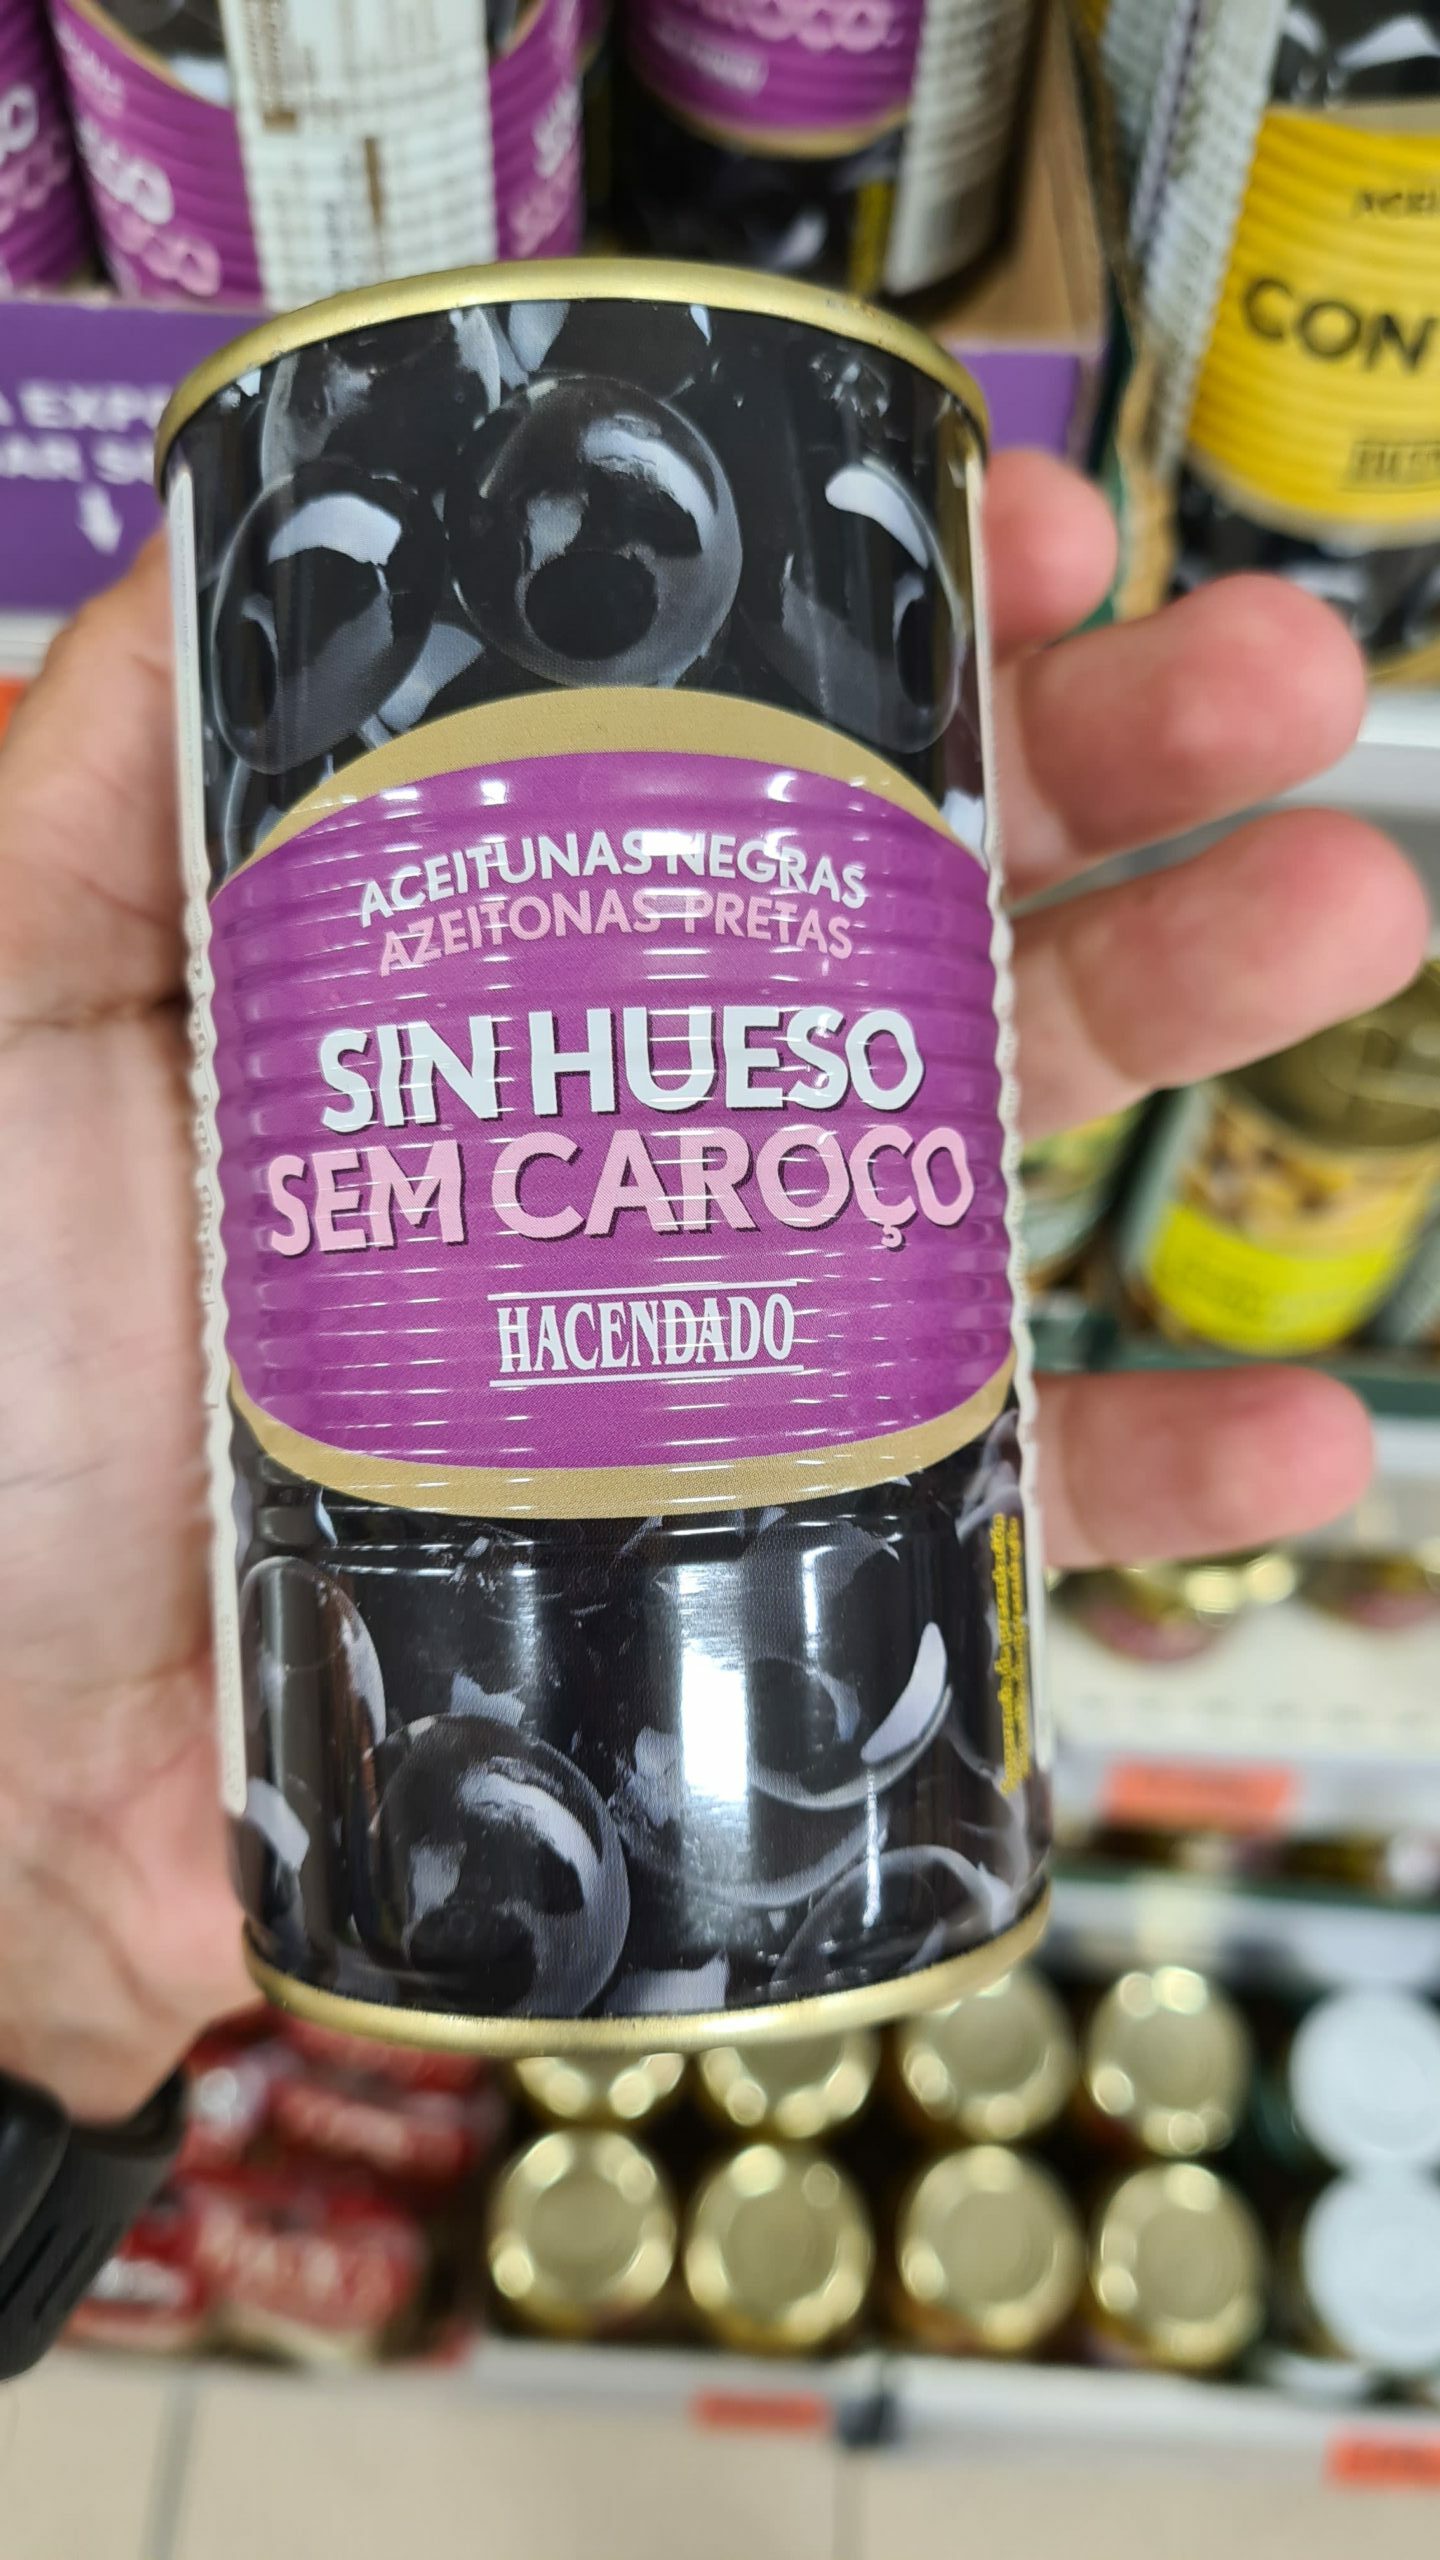 ACEITUNAS NEGRAS
AZEITONAS PRETAS
SIN HUESO
SEM CAROÇO
HACENDADO
CON